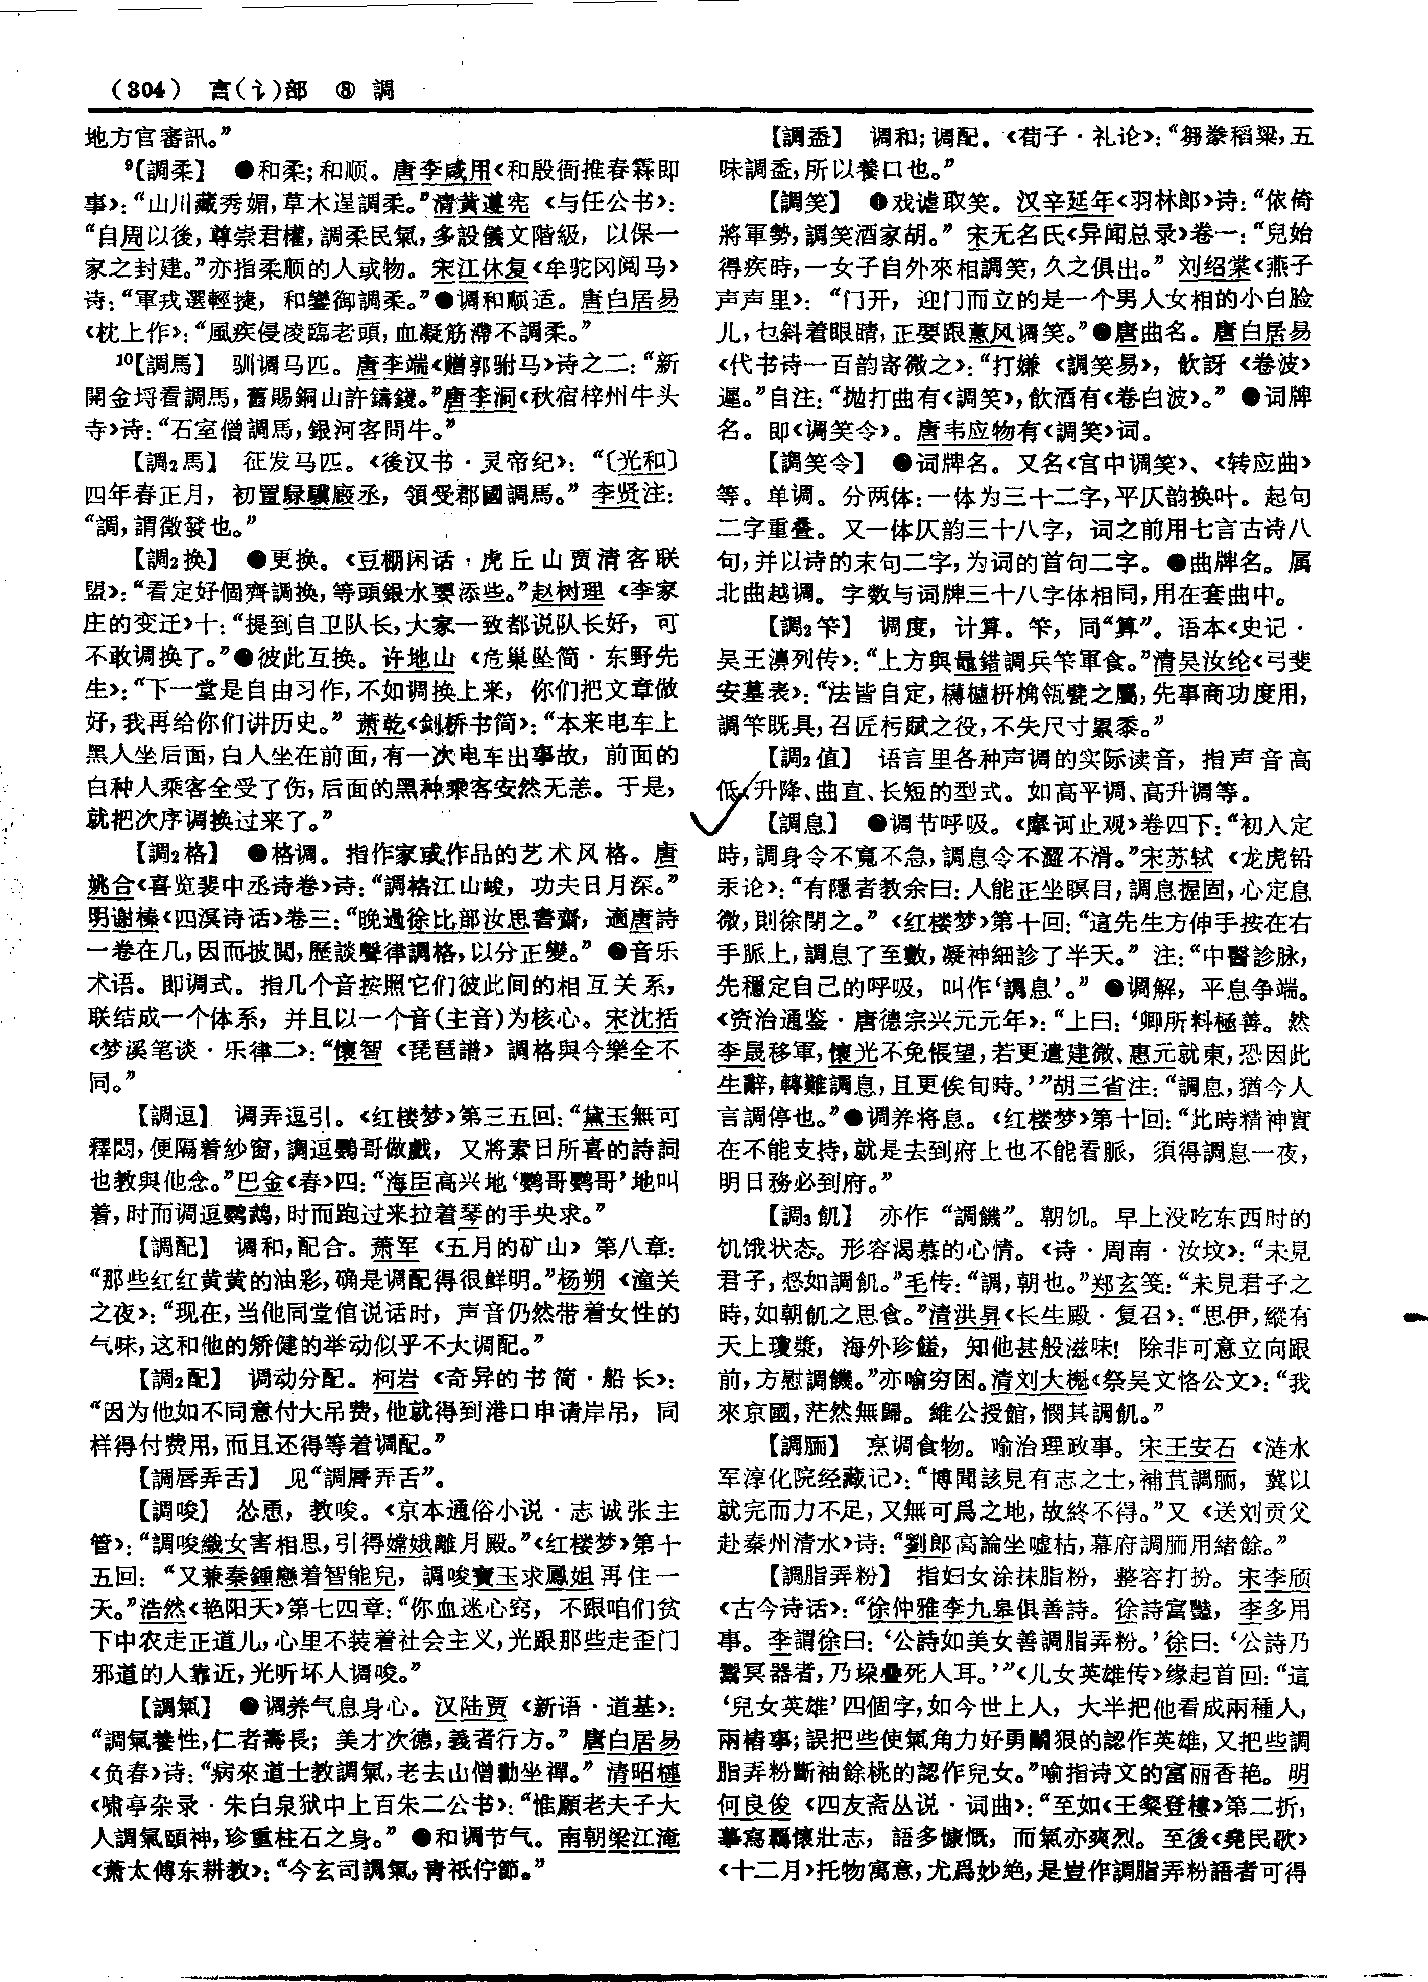 (304) 言(讠)部 ⑧ 調
地方官審訊。”
⁹【調柔】 ●和柔;和顺。唐李咸用《和殷衙推春霖即
事》:“山川藏秀媚,草木逞調柔。”清黄遵宪《与任公书》:
“自周以後,尊崇君權,調柔民氣,多設儀文階級,以保一
家之封建。”亦指柔顺的人或物。宋江休复《牟驼冈阅马》
诗:“軍戎選輕捷,和鑾御調柔。”●调和顺适。唐白居易
《枕上作》:“風疾侵凌臨老頭,血凝筋滯不調柔。”
¹⁰【調馬】 驯调马匹。唐李端《赠郭驸马》诗之二:“新
開金埒看調馬,舊賜銅山許鑄錢。”唐李洞《秋宿梓州牛头
寺》诗:“石室僧調馬,銀河客問牛。”
【調₂馬】 征发马匹。《後汉书·灵帝纪》:“〔光和〕
四年春正月,初置騄驥廄丞,領受郡國調馬。”李贤注:
“調,謂徵發也。”
【調₂换】 ●更换。《豆棚闲话·虎丘山贾清客联
盟》:“看定好個齊調换,等頭銀水要添些。”赵树理《李家
庄的变迁》十:“提到自卫队长,大家一致都说队长好,可
不敢调换了。”●彼此互换。许地山《危巢坠简·东野先
生》:“下一堂是自由习作,不如调换上来,你们把文章做
好,我再给你们讲历史。”萧乾《剑桥书简》:“本来电车上
黑人坐后面,白人坐在前面,有一次电车出事故,前面的
白种人乘客全受了伤,后面的黑种乘客安然无恙。于是,
就把次序调换过来了。”
【調₂格】 ●格调。指作家或作品的艺术风格。唐
姚合《喜览裴中丞诗卷》诗:“調格江山峻,功夫日月深。”
明谢榛《四溟诗话》卷三:“晚過徐比部汝思書齋,適唐詩
一卷在几,因而披閲,歷談聲律調格,以分正變。”●音乐
术语。即调式。指几个音按照它们彼此间的相互关系,
联结成一个体系,并且以一个音(主音)为核心。宋沈括
《梦溪笔谈·乐律二》:“懷智《琵琶譜》調格與今樂全不
同。”
【調逗】 调弄逗引。《红楼梦》第三五回:“黛玉無可
釋悶,便隔着紗窗,調逗鹦哥做戲,又將素日所喜的詩詞
也教與他念。”巴金《春》四:“海臣高兴地‘鹦哥鹦哥’地叫
着,时而调逗鹦鹉,时而跑过来拉着琴的手央求。”
【調配】 调和,配合。萧军《五月的矿山》第八章:
“那些红红黄黄的油彩,确是调配得很鲜明。”杨朔《潼关
之夜》:“现在,当他同堂倌说话时,声音仍然带着女性的
气味,这和他的矫健的举动似乎不大调配。”
【調₂配】 调动分配。柯岩《奇异的书简·船长》:
“因为他如不同意付大吊费,他就得到港口申请岸吊,同
样得付费用,而且还得等着调配。”
【調唇弄舌】 见“調脣弄舌”。
【調唆】 怂恿,教唆。《京本通俗小说·志诚张主
管》:“調唆織女害相思,引得嫦娥離月殿。”《红楼梦》第十
五回:“又兼秦鍾戀着智能兒,調唆寶玉求鳳姐再住一
天。”浩然《艳阳天》第七四章:“你血迷心窍,不跟咱们贫
下中农走正道儿,心里不装着社会主义,光跟那些走歪门
邪道的人靠近,光听坏人调唆。”
【調氣】 ●调养气息身心。汉陆贾《新语·道基》:
“調氣養性,仁者壽長;美才次德,義者行方。”唐白居易
《负春》诗:“病來道士教調氣,老去山僧勸坐禪。”清昭槤
《啸亭杂录·朱白泉狱中上百朱二公书》:“惟願老夫子大
人調氣頤神,珍重柱石之身。”●和调节气。南朝梁江淹
《萧太傅东耕教》:“今玄司調氣,青祇佇節。”
【調盉】 调和;调配。《荀子·礼论》:“芻豢稻粱,五
味調盉,所以養口也。”
【調笑】 ●戏谑取笑。汉辛延年《羽林郎》诗:“依倚
將軍勢,調笑酒家胡。”宋无名氏《异闻总录》卷一:“兒始
得疾時,一女子自外來相調笑,久之俱出。”刘绍棠《燕子
声声里》:“门开,迎门而立的是一个男人女相的小白脸
儿,乜斜着眼睛,正要跟蕙风调笑。”●唐曲名。唐白居易
《代书诗一百韵寄微之》:“打嫌《調笑易》,飲訝《卷波》
遲。”自注:“抛打曲有《調笑》,飲酒有《卷白波》。”●词牌
名。即《调笑令》。唐韦应物有《調笑》词。
【調笑令】 ●词牌名。又名《宫中调笑》、《转应曲》
等。单调。分两体:一体为三十二字,平仄韵换叶。起句
二字重叠。又一体仄韵三十八字,词之前用七言古诗八
句,并以诗的末句二字,为词的首句二字。●曲牌名。属
北曲越调。字数与词牌三十八字体相同,用在套曲中。
【調₂笇】 调度,计算。笇,同“算”。语本《史记·
吴王濞列传》:“上方與鼂錯調兵笇軍食。”清吴汝纶《弓斐
安墓表》:“法皆自定,欂櫨枅桷瓴甓之屬,先事商功度用,
調笇既具,召匠杇賦之役,不失尺寸累黍。”
【調₂值】 语言里各种声调的实际读音,指声音高
低、升降、曲直、长短的型式。如高平调、高升调等。
【調息】 ●调节呼吸。《摩诃止观》卷四下:“初入定
時,調身令不寬不急,調息令不澀不滑。”宋苏轼《龙虎铅
汞论》:“有隱者教余曰:人能正坐瞑目,調息握固,心定息
微,則徐閉之。”《红楼梦》第十回:“這先生方伸手按在右
手脈上,調息了至數,凝神細診了半天。”注:“中醫診脉,
先穩定自己的呼吸,叫作‘調息’。”●调解,平息争端。
《资治通鉴·唐德宗兴元元年》:“上曰:‘卿所料極善。然
李晟移軍,懷光不免悵望,若更遣建徽、惠元就東,恐因此
生辭,轉難調息,且更俟旬時。’”胡三省注:“調息,猶今人
言調停也。”●调养将息。《红楼梦》第十回:“此時精神實
在不能支持,就是去到府上也不能看脈,須得調息一夜,
明日務必到府。”
【調₃飢】 亦作“調饑”。朝饥。早上没吃东西时的
饥饿状态。形容渴慕的心情。《诗·周南·汝坟》:“未見
君子,惄如調飢。”毛传:“調,朝也。”郑玄笺:“未見君子之
時,如朝飢之思食。”清洪昇《长生殿·复召》:“思伊,縱有
天上瓊漿,海外珍饈,知他甚般滋味!除非可意立向跟
前,方慰調饑。”亦喻穷困。清刘大櫆《祭吴文恪公文》:“我
來京國,茫然無歸。維公授館,憫其調飢。”
【調胹】 烹调食物。喻治理政事。宋王安石《涟水
军淳化院经藏记》:“博聞該見有志之士,補苴調胹,冀以
就完而力不足,又無可爲之地,故終不得。”又《送刘贡父
赴秦州清水》诗:“劉郎高論坐噓枯,幕府調胹用緒餘。”
【調脂弄粉】 指妇女涂抹脂粉,整容打扮。宋李颀
《古今诗话》:“徐仲雅李九皋俱善詩。徐詩富豔,李多用
事。李謂徐曰:‘公詩如美女善調脂弄粉。’徐曰:‘公詩乃
鬻冥器者,乃垛疊死人耳。’”《儿女英雄传》缘起首回:“這
‘兒女英雄’四個字,如今世上人,大半把他看成兩種人,
兩樁事;誤把些使氣角力好勇鬭狠的認作英雄,又把些調
脂弄粉斷袖餘桃的認作兒女。”喻指诗文的富丽香艳。明
何良俊《四友斋丛说·词曲》:“至如《王粲登樓》第二折,
摹寫羈懷壯志,語多慷慨,而氣亦爽烈。至後《堯民歌》
《十二月》托物寓意,尤爲妙絶,是豈作調脂弄粉語者可得